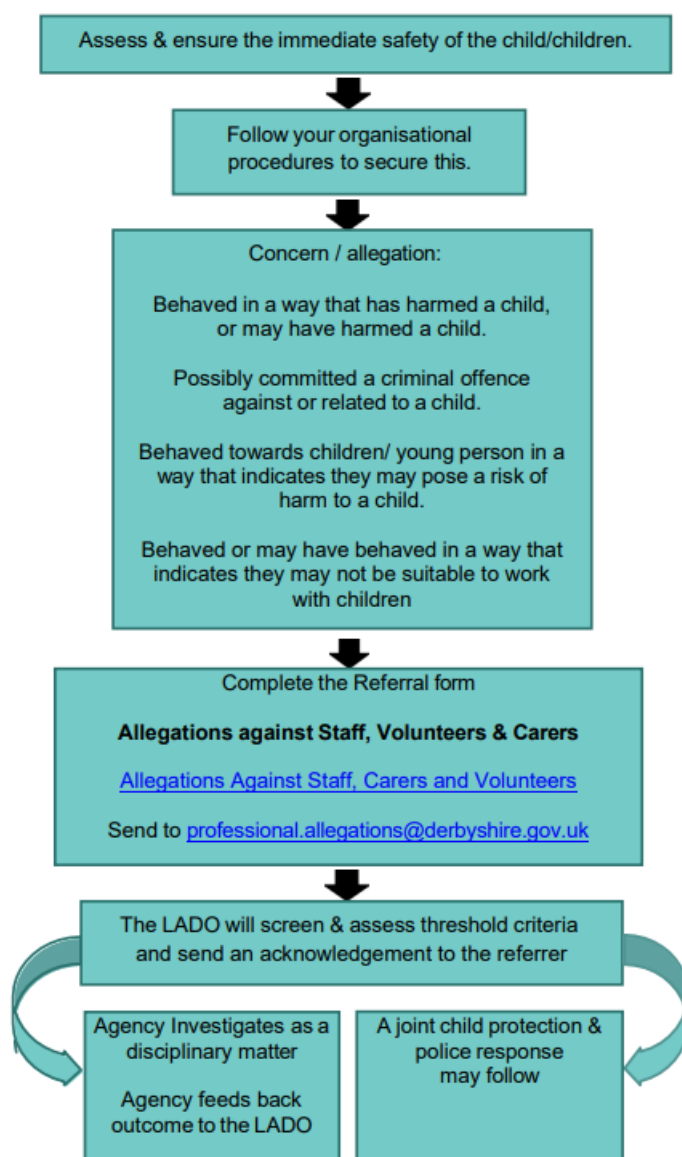 Assess & ensure the immediate safety of the child/children.
Follow your organisational
procedures to secure this.
Concern / allegation:
Behaved in a way that has harmed a child,
or may have harmed a child.
Possibly committed a criminal offence
against or related to a child.
Behaved towards children/ young person in a
way that indicates they may pose a risk of
harm to a child.
Behaved or may have behaved in a way that
indicates they may not be suitable to work
with children
Complete the Referral form
Allegations against Staff, Volunteers & Carers
Allegations Against Staff, Carers and Volunteers
Send to professional.allegations@derbyshire.gov.uk
The LADO will screen & assess threshold criteria
and send an acknowledgement to the referrer
Agency Investigates as a
disciplinary matter
Agency feeds back
outcome to the LADO
A joint child protection &
police response
may follow